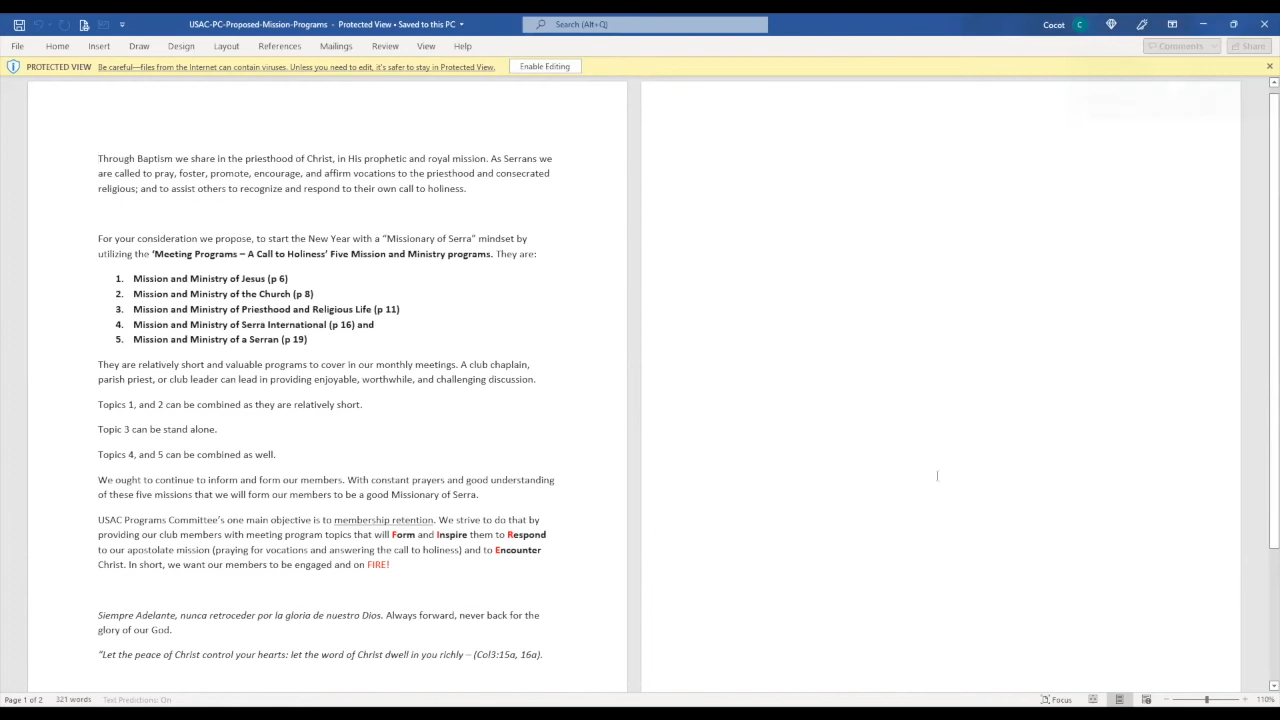 USAC-PC-Proposed-Mission-Programs - Protected View • Saved to this PC
Search (Alt+Q)
Cocot
C
File Home Insert Draw Design Layout References Mailings Review View Help
Comments
Share
PROTECTED VIEW Be careful—files from the Internet can contain viruses. Unless you need to edit, it's safer to stay in Protected View. Enable Editing
Through Baptism we share in the priesthood of Christ, in His prophetic and royal mission. As Serrans we
are called to pray, foster, promote, encourage, and affirm vocations to the priesthood and consecrated
religious; and to assist others to recognize and respond to their own call to holiness.
For your consideration we propose, to start the New Year with a “Missionary of Serra” mindset by
utilizing the ‘Meeting Programs – A Call to Holiness’ Five Mission and Ministry programs. They are:
1. Mission and Ministry of Jesus (p 6)
2. Mission and Ministry of the Church (p 8)
3. Mission and Ministry of Priesthood and Religious Life (p 11)
4. Mission and Ministry of Serra International (p 16) and
5. Mission and Ministry of a Serran (p 19)
They are relatively short and valuable programs to cover in our monthly meetings. A club chaplain,
parish priest, or club leader can lead in providing enjoyable, worthwhile, and challenging discussion.
Topics 1, and 2 can be combined as they are relatively short.
Topic 3 can be stand alone.
Topics 4, and 5 can be combined as well.
We ought to continue to inform and form our members. With constant prayers and good understanding
of these five missions that we will form our members to be a good Missionary of Serra.
USAC Programs Committee’s one main objective is to membership retention. We strive to do that by
providing our club members with meeting program topics that will Form and Inspire them to Respond
to our apostolate mission (praying for vocations and answering the call to holiness) and to Encounter
Christ. In short, we want our members to be engaged and on FIRE!
Siempre Adelante, nunca retroceder por la gloria de nuestro Dios. Always forward, never back for the
glory of our God.
“Let the peace of Christ control your hearts: let the word of Christ dwell in you richly – (Col3:15a, 16a).
Page 1 of 2 321 words Text Predictions: On
Focus
110%